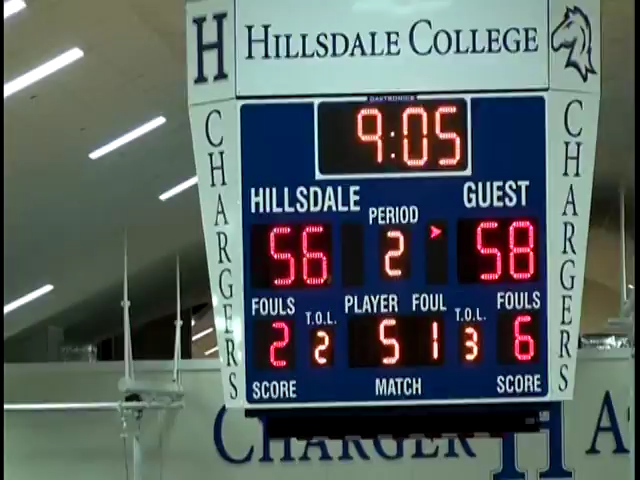 H HILLSDALE COLLEGE
DAKTRONICS
CHARGERS
CHARGERS
9:05
HILLSDALE GUEST
PERIOD
56 2 > 58
FOULS T.O.L. PLAYER FOUL T.O.L. FOULS
2 2 5 1 3 6
SCORE MATCH SCORE
CHARGER H A